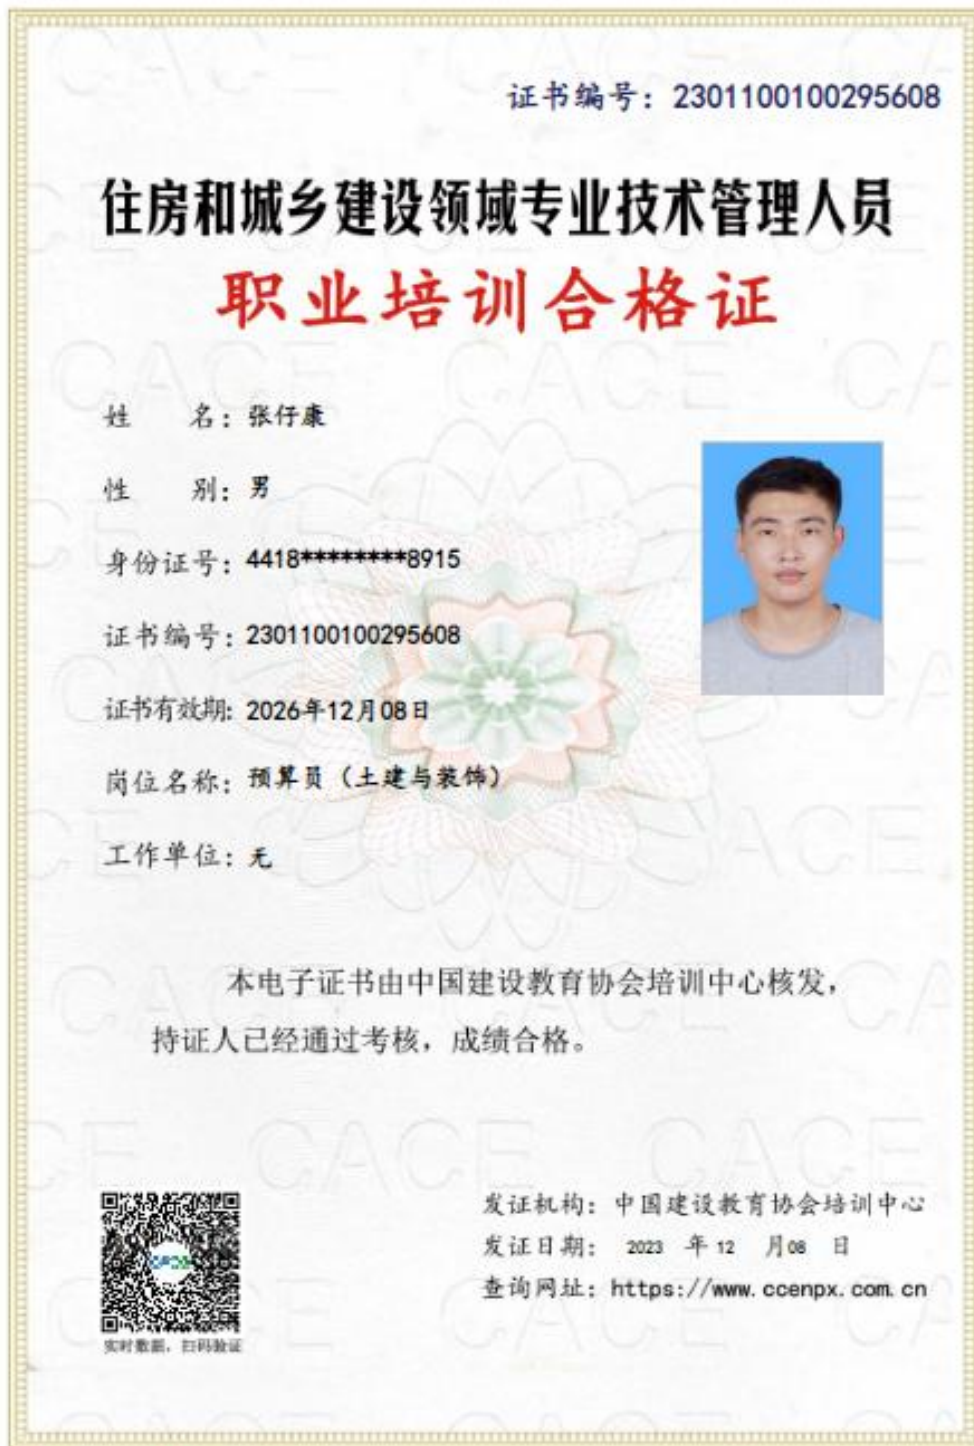 证书编号：2301100100295608
住房和城乡建设领域专业技术管理人员
职业培训合格证
姓 名：张仔康
性 别：男
身份证号：4418********8915
证书编号：2301100100295608
证书有效期：2026年12月08日
岗位名称：预算员（土建与装饰）
工作单位：无
本电子证书由中国建设教育协会培训中心核发，
持证人已经通过考核，成绩合格。
发证机构：中国建设教育协会培训中心
发证日期： 2023 年 12 月 08 日
查询网址：https://www.ccenpx.com.cn
实时数据，扫码验证
CACE